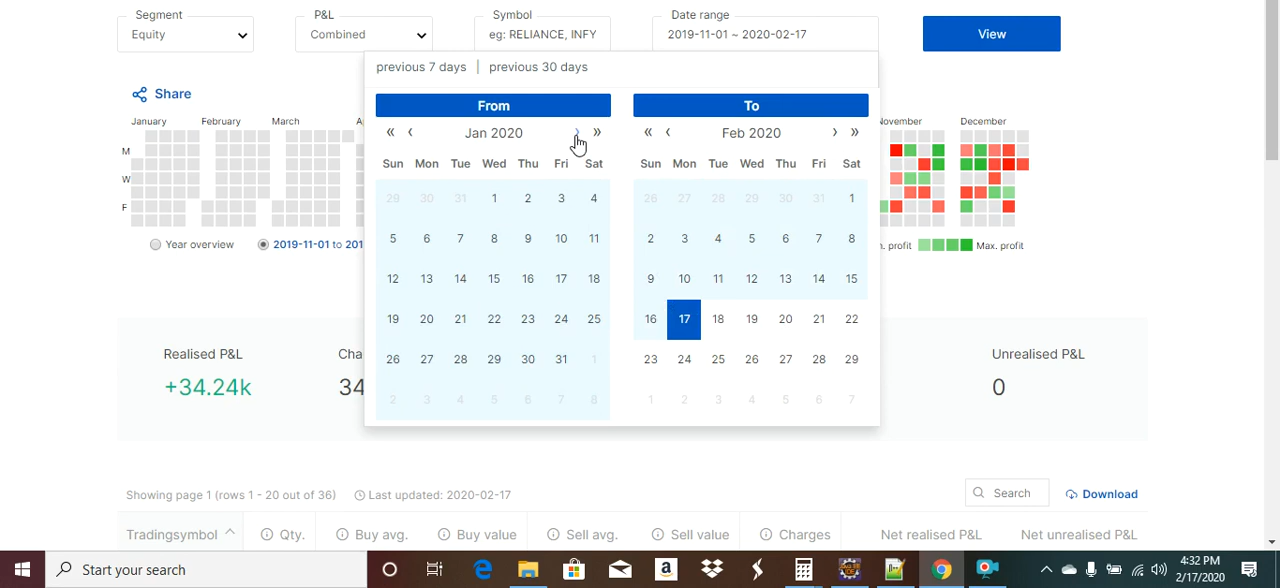 Segment P&L Symbol Date range
Equity Combined eg: RELIANCE, INFY 2019-11-01 ~ 2020-02-17 View
previous 7 days | previous 30 days
Share
From To
January February March A November December
« ‹ Jan 2020 › » « ‹ Feb 2020 › »
M
Sun Mon Tue Wed Thu Fri Sat Sun Mon Tue Wed Thu Fri Sat
W
29 30 31 1 2 3 4 26 27 28 29 30 31 1
F
5 6 7 8 9 10 11 2 3 4 5 6 7 8
Year overview 2019-11-01 to 201 . profit Max. profit
12 13 14 15 16 17 18 9 10 11 12 13 14 15
19 20 21 22 23 24 25 16 17 18 19 20 21 22
Realised P&L Cha Unrealised P&L
26 27 28 29 30 31 1 23 24 25 26 27 28 29
+34.24k 34 0
2 3 4 5 6 7 8 1 2 3 4 5 6 7
Showing page 1 (rows 1 - 20 out of 36) Last updated: 2020-02-17 Search Download
Tradingsymbol Qty. Buy avg. Buy value Sell avg. Sell value Charges Net realised P&L Net unrealised P&L
Start your search
4:32 PM
2/17/2020